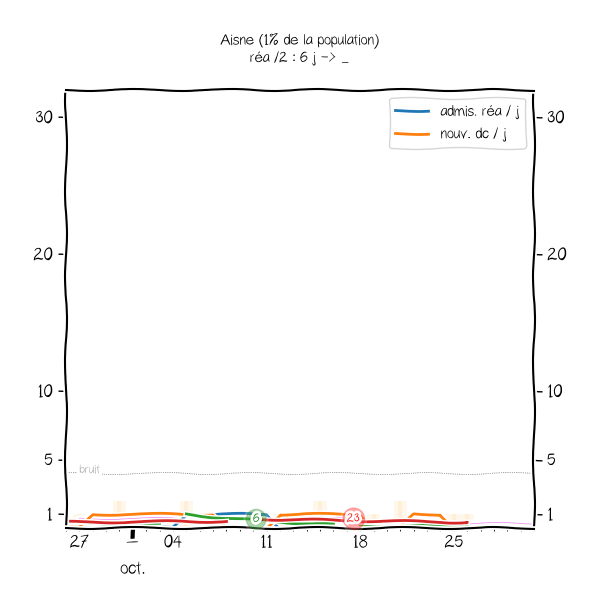 Aisne (1% de la population)
réa /2 : 6 j -> _
admis. réa / j
nouv. dc / j
30
30
20
20
10
10
5
5
bruit
1
1
6
23
27
04
11
18
25
oct.